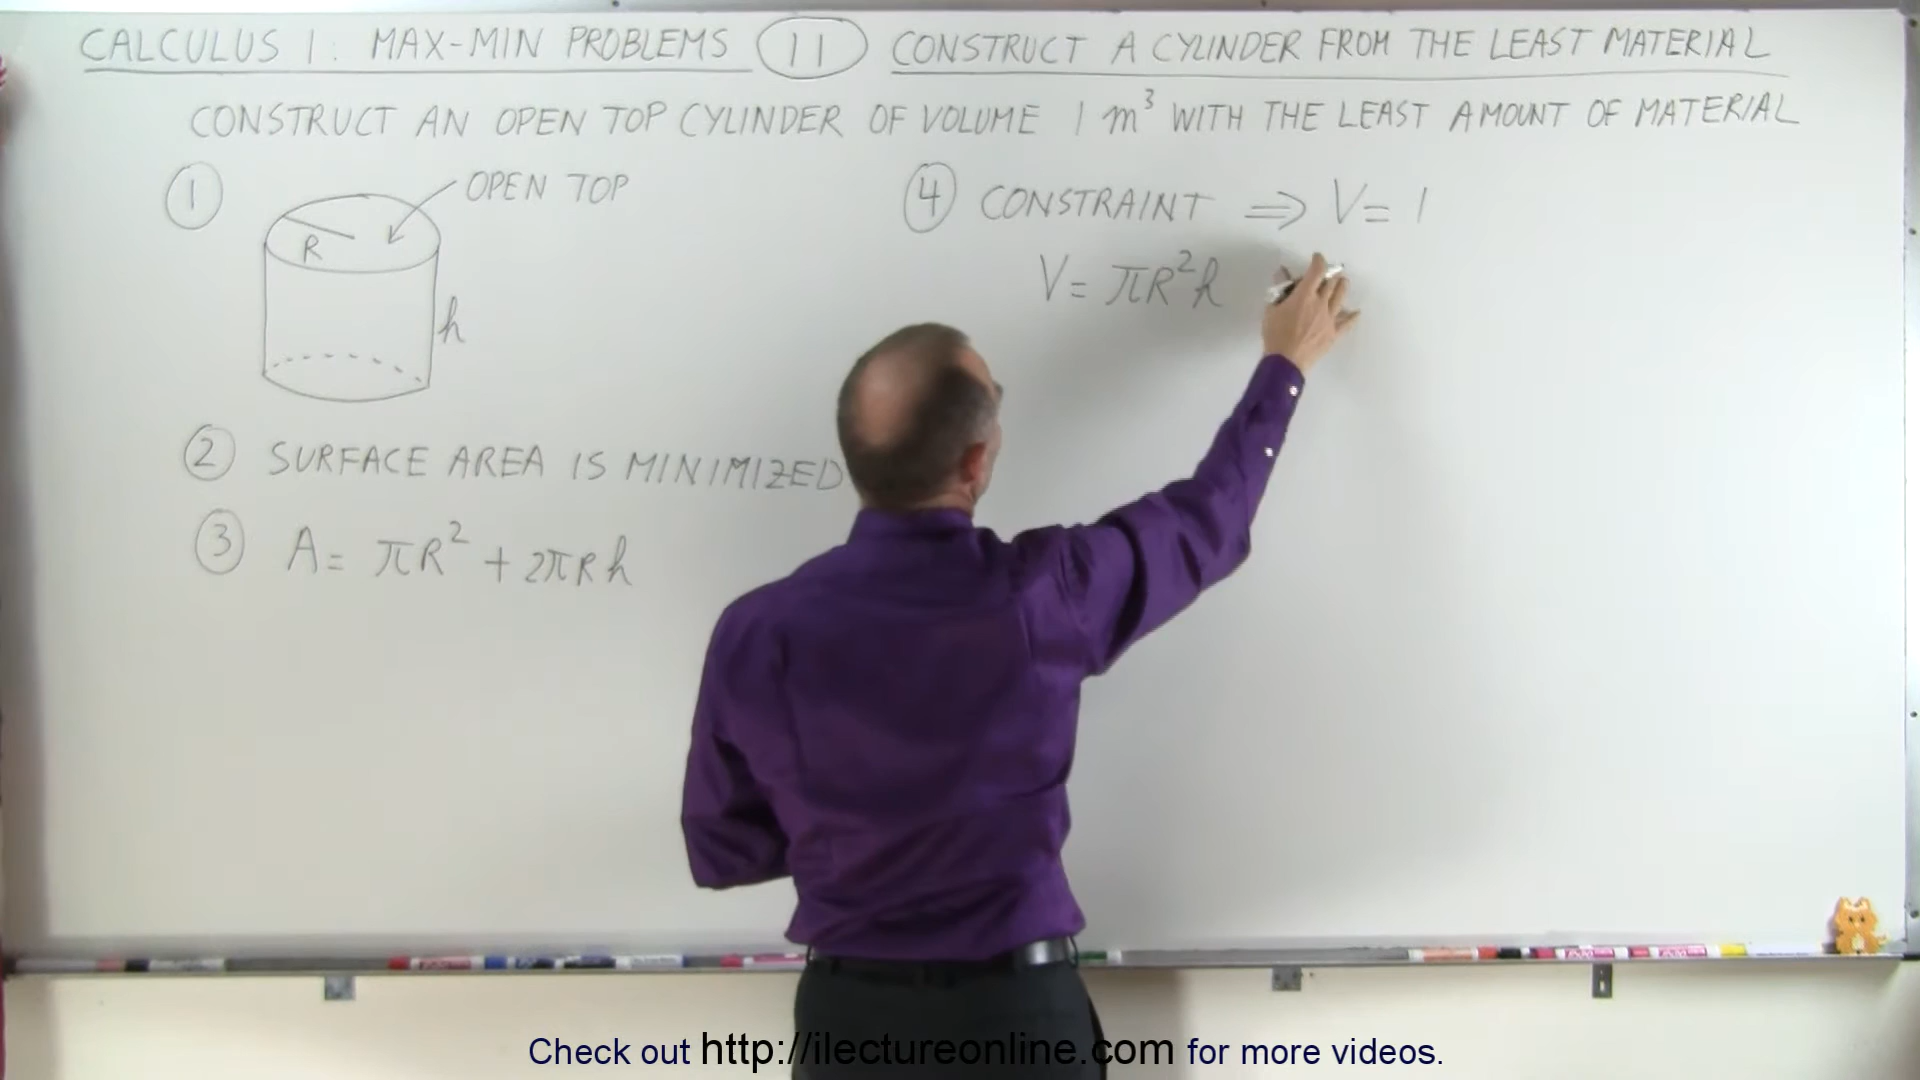 CALCULUS 1: MAX-MIN PROBLEMS 11 CONSTRUCT A CYLINDER FROM THE LEAST MATERIAL
CONSTRUCT AN OPEN TOP CYLINDER OF VOLUME 1 m³ WITH THE LEAST AMOUNT OF MATERIAL
1
OPEN TOP
R
h
2 SURFACE AREA IS MINIMIZED
3 A = πR² + 2πRh
4 CONSTRAINT ⇒ V = 1
V = πR²h
Check out http://ilectureonline.com for more videos.